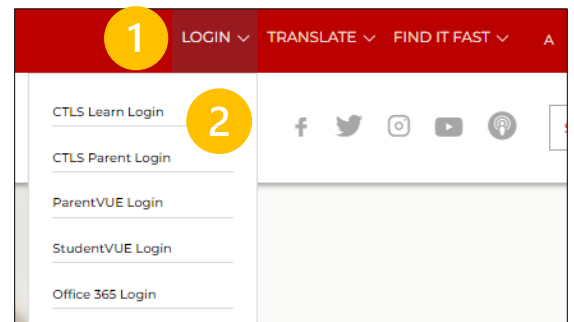 1 LOGIN TRANSLATE FIND IT FAST A
CTLS Learn Login
2
CTLS Parent Login
ParentVUE Login
StudentVUE Login
Office 365 Login